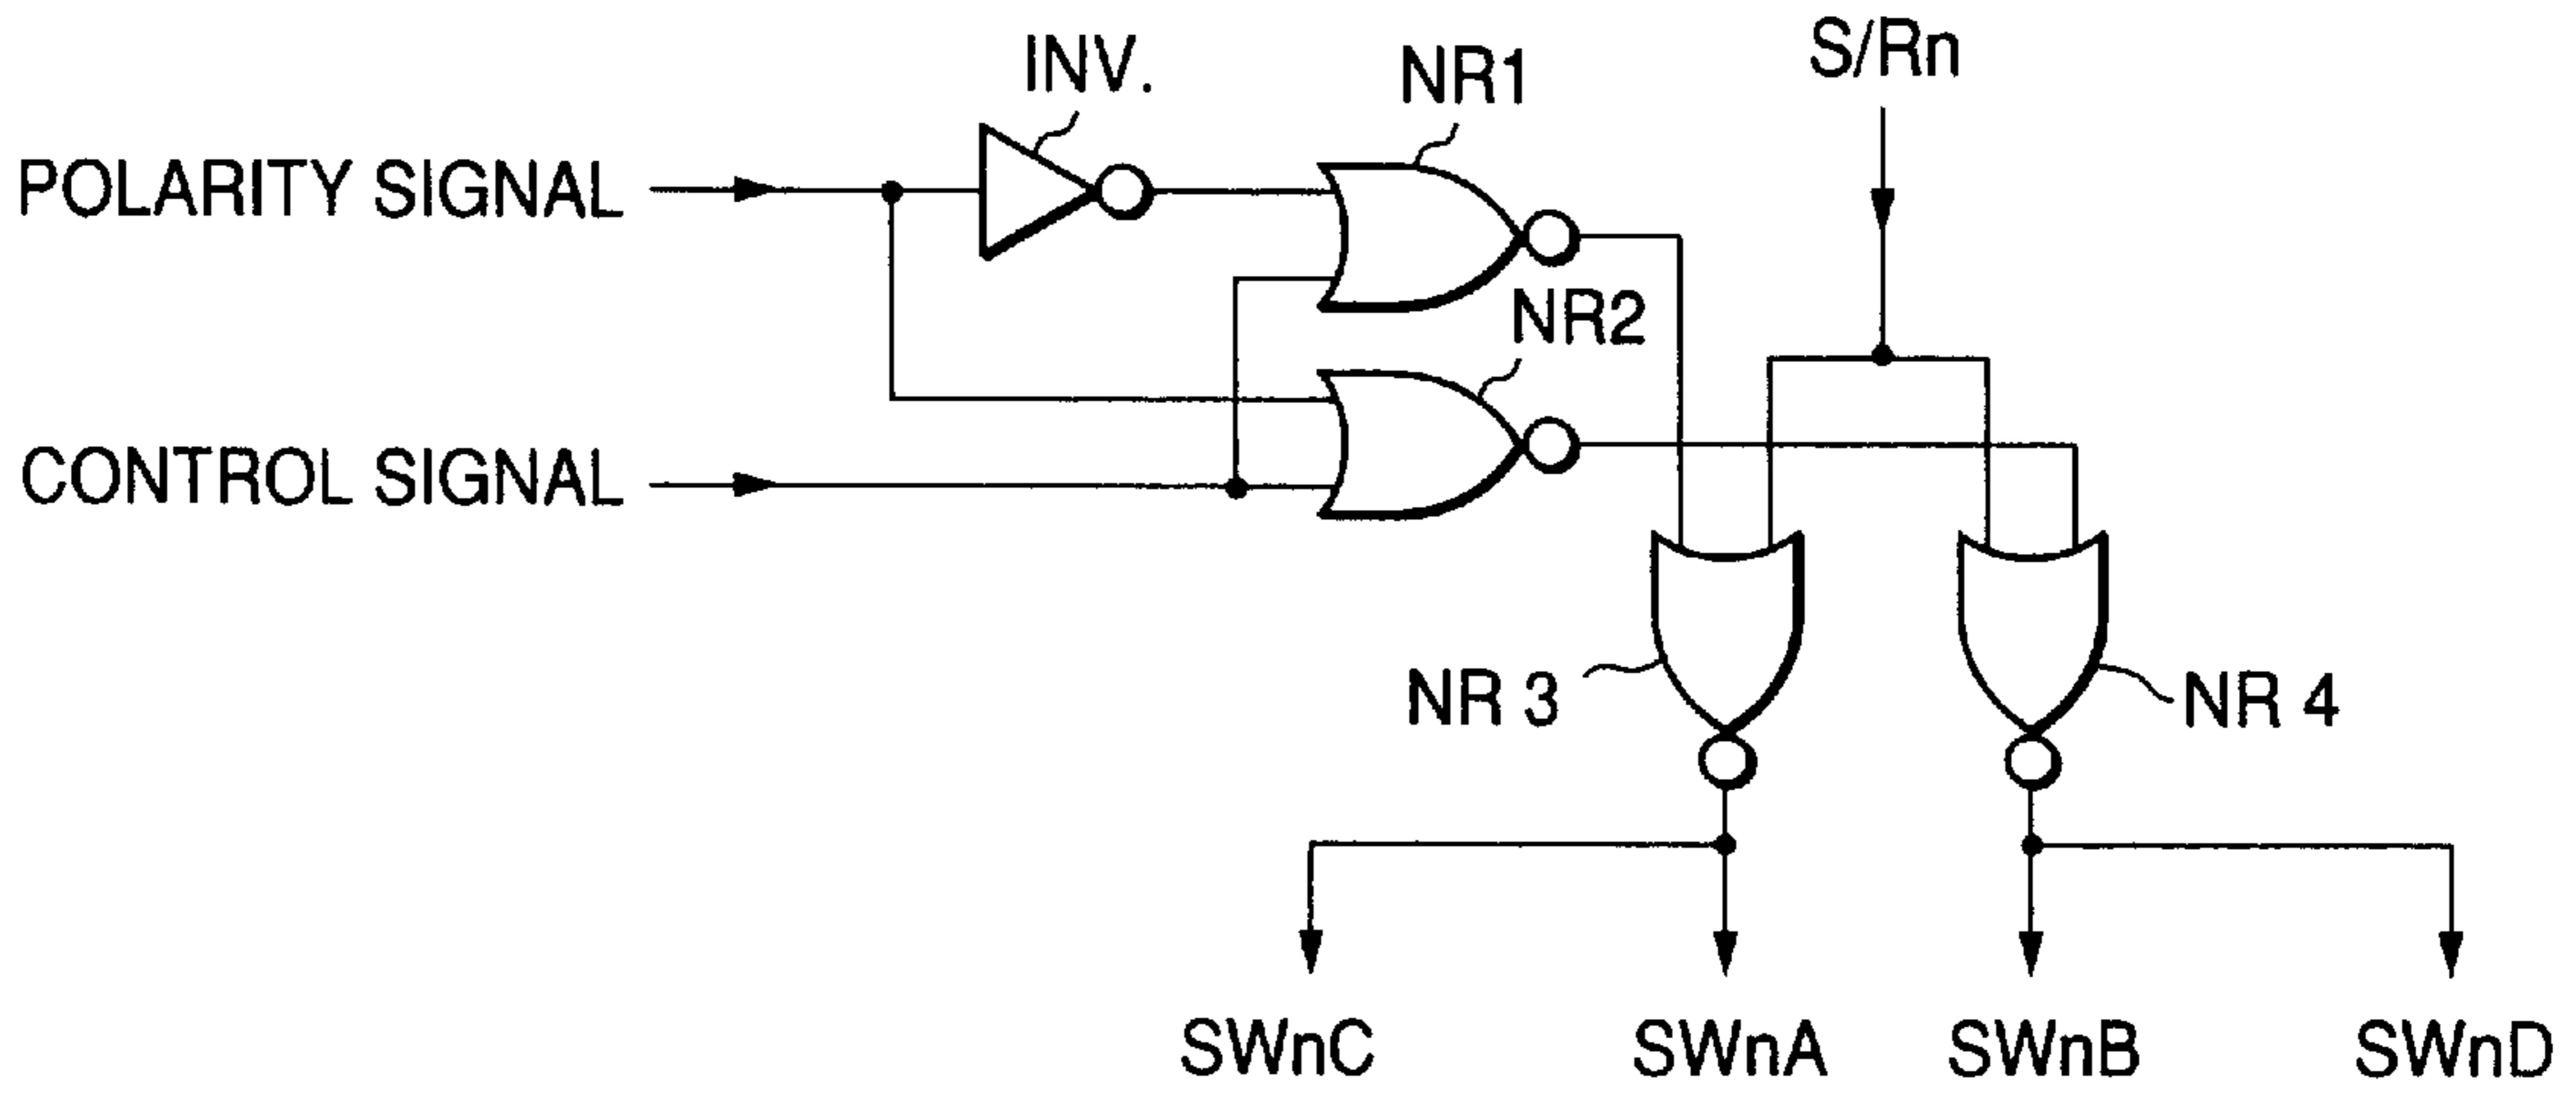 S/Rn
INV.
NR1
POLARITY SIGNAL
NR2
CONTROL SIGNAL
NR 3
NR 4
SWnC
SWnA
SWnB
SWnD